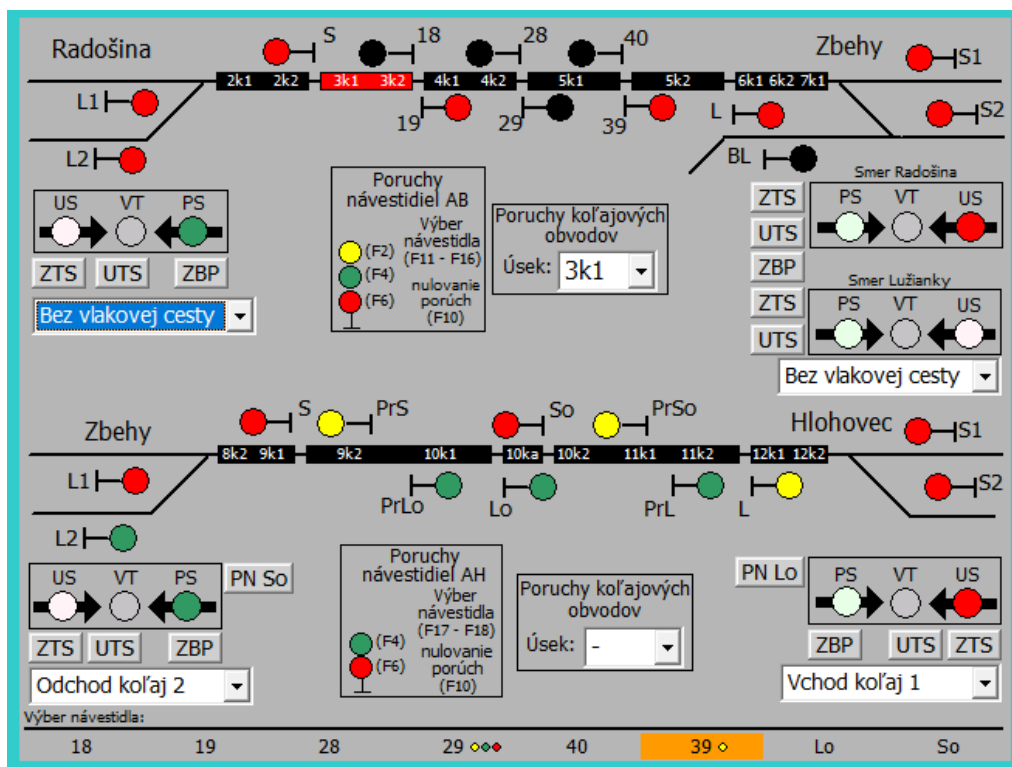 Radošina
S
18
28
40
Zbehy
S1
2k1 2k2 3k1 3k2 4k1 4k2 5k1 5k2 6k1 6k2 7k1
L1
19
29
39
L
S2
L2
BL
Smer Radošina
US VT PS
ZTS UTS ZBP
Bez vlakovej cesty
Poruchy
návestidiel AB
Výber
návestidla
(F11 - F16)
(F2)
(F4)
(F6)
nulovanie
porúch
(F10)
Poruchy koľajových
obvodov
Úsek: 3k1
ZTS
UTS
ZBP
ZTS
UTS
PS VT US
Smer Lužianky
PS VT US
Bez vlakovej cesty
Zbehy
S
PrS
So
PrSo
Hlohovec
S1
8k2 9k1 9k2 10k1 10ka 10k2 11k1 11k2 12k1 12k2
L1
PrLo
Lo
PrL
L
S2
L2
US VT PS
PN So
ZTS UTS ZBP
Odchod koľaj 2
Poruchy
návestidiel AH
Výber
návestidla
(F17 - F18)
(F4)
(F6)
nulovanie
porúch
(F10)
Poruchy koľajových
obvodov
Úsek: -
PN Lo
PS VT US
ZBP UTS ZTS
Vchod koľaj 1
Výber návestidla:
18 19 28 29 40 39 Lo So